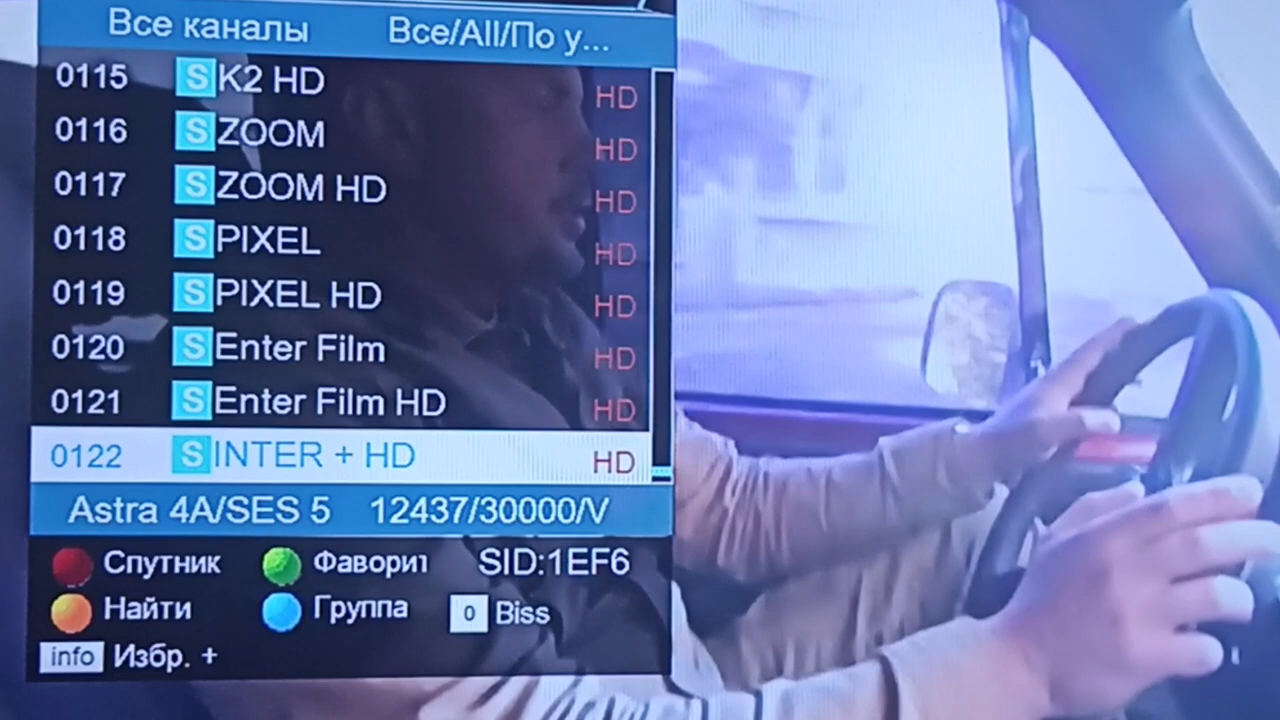 Все каналы Все/All/По у...
0115 S K2 HD HD
0116 S ZOOM HD
0117 S ZOOM HD HD
0118 S PIXEL HD
0119 S PIXEL HD HD
0120 S Enter Film HD
0121 S Enter Film HD HD
0122 S INTER + HD HD
Astra 4A/SES 5 12437/30000/V
Спутник Фаворит SID:1EF6
Найти Группа 0 Biss
info Избр. +